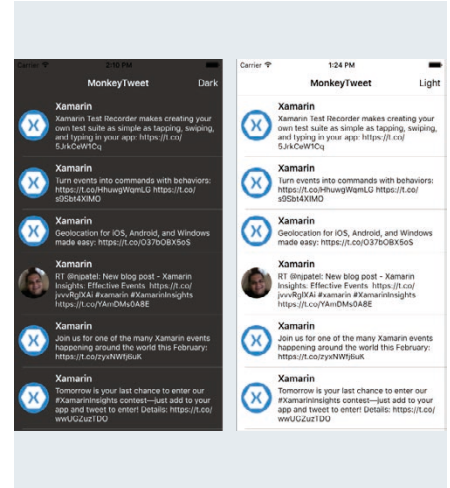 Carrier 2:10 PM
MonkeyTweet Dark
Xamarin
Xamarin Test Recorder makes creating your
own test suite as simple as tapping, swiping,
and typing in your app: https://t.co/
5JrkCeW1Cq
Xamarin
Turn events into commands with behaviors:
https://t.co/HhuwgWqmLG https://t.co/
s9Sbt4XIMO
Xamarin
Geolocation for iOS, Android, and Windows
made easy: https://t.co/O37bOBX5oS
Xamarin
RT @njpatel: New blog post - Xamarin
Insights: Effective Events https://t.co/
jvvvRgIXAi #xamarin #XamarinInsights
https://t.co/YAmDMs0A8E
Xamarin
Join us for one of the many Xamarin events
happening around the world this February:
https://t.co/zyxNWfj6uK
Xamarin
Tomorrow is your last chance to enter our
#XamarinInsights contest—just add to your
app and tweet to enter! Details: https://t.co/
wwUGZuzTDO
Carrier 1:24 PM
MonkeyTweet Light
Xamarin
Xamarin Test Recorder makes creating your
own test suite as simple as tapping, swiping,
and typing in your app: https://t.co/
5JrkCeW1Cq
Xamarin
Turn events into commands with behaviors:
https://t.co/HhuwgWqmLG https://t.co/
s9Sbt4XIMO
Xamarin
Geolocation for iOS, Android, and Windows
made easy: https://t.co/O37bOBX5oS
Xamarin
RT @njpatel: New blog post - Xamarin
Insights: Effective Events https://t.co/
jvvvRgIXAi #xamarin #XamarinInsights
https://t.co/YAmDMs0A8E
Xamarin
Join us for one of the many Xamarin events
happening around the world this February:
https://t.co/zyxNWfj6uK
Xamarin
Tomorrow is your last chance to enter our
#XamarinInsights contest—just add to your
app and tweet to enter! Details: https://t.co/
wwUGZuzTDO